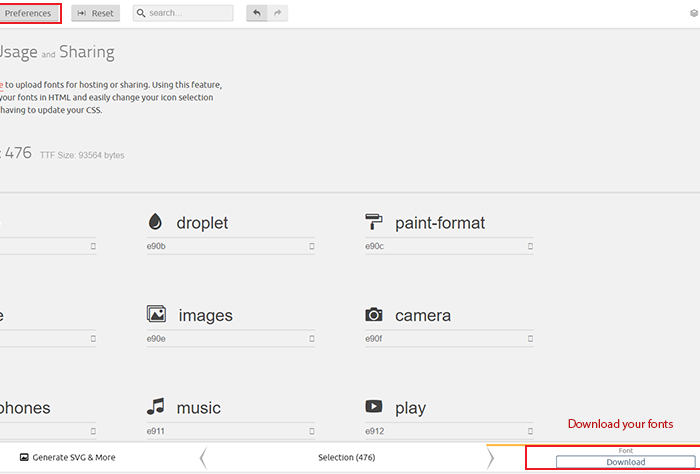 Preferences
Reset
search...
Usage and Sharing
to upload fonts for hosting or sharing. Using this feature,
your fonts in HTML and easily change your icon selection
having to update your CSS.
476
TTF Size: 93564 bytes
droplet
paint-format
e90b
e90c
images
camera
e90e
e90f
phones
music
play
e911
e912
Download your fonts
Generate SVG & More
Selection (476)
Font
Download